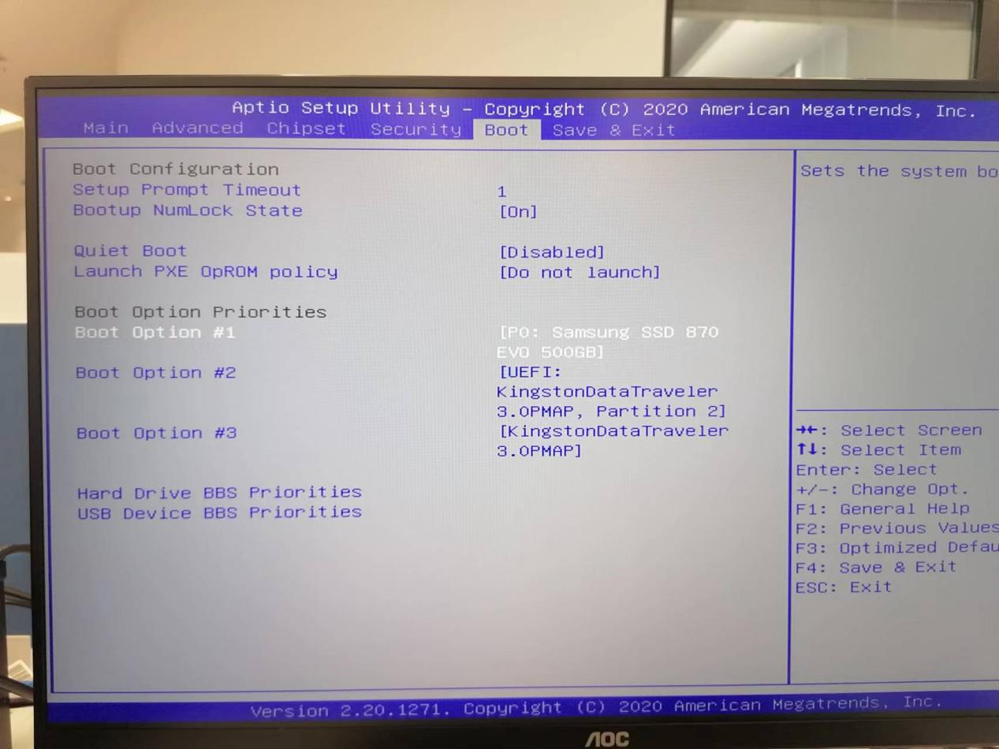 Aptio Setup Utility – Copyright (C) 2020 American Megatrends, Inc.
Main Advanced Chipset Security Boot Save & Exit
Boot Configuration
Setup Prompt Timeout 1
Bootup NumLock State [On]
Quiet Boot [Disabled]
Launch PXE OpROM policy [Do not launch]
Boot Option Priorities
Boot Option #1 [P0: Samsung SSD 870
EVO 500GB]
Boot Option #2 [UEFI:
KingstonDataTraveler
3.0PMAP, Partition 2]
Boot Option #3 [KingstonDataTraveler
3.0PMAP]
Hard Drive BBS Priorities
USB Device BBS Priorities
Sets the system bo
→←: Select Screen
↑↓: Select Item
Enter: Select
+/-: Change Opt.
F1: General Help
F2: Previous Values
F3: Optimized Defau
F4: Save & Exit
ESC: Exit
Version 2.20.1271. Copyright (C) 2020 American Megatrends, Inc.
AOC